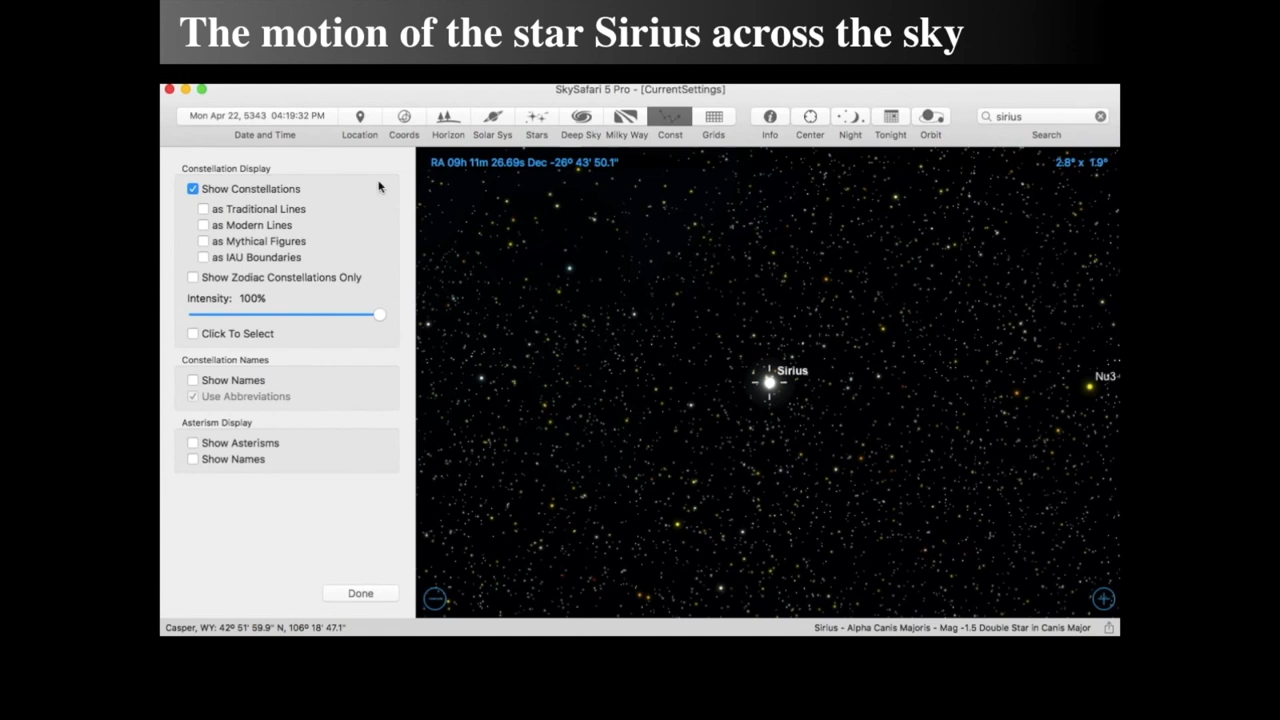 The motion of the star Sirius across the sky
SkySafari 5 Pro - [CurrentSettings]
Mon Apr 22, 5343 04:19:32 PM
sirius
Date and Time Location Coords Horizon Solar Sys Stars Deep Sky Milky Way Const Grids Info Center Night Tonight Orbit Search
RA 09h 11m 26.69s Dec -26º 43' 50.1" 2.8° x 1.9°
Constellation Display
Show Constellations
as Traditional Lines
as Modern Lines
as Mythical Figures
as IAU Boundaries
Show Zodiac Constellations Only
Intensity: 100%
Click To Select
Constellation Names
Show Names
Use Abbreviations
Asterism Display
Show Asterisms
Show Names
Done
Sirius
Nu3
Casper, WY: 42º 51' 59.9" N, 106º 18' 47.1"
Sirius - Alpha Canis Majoris - Mag -1.5 Double Star in Canis Major